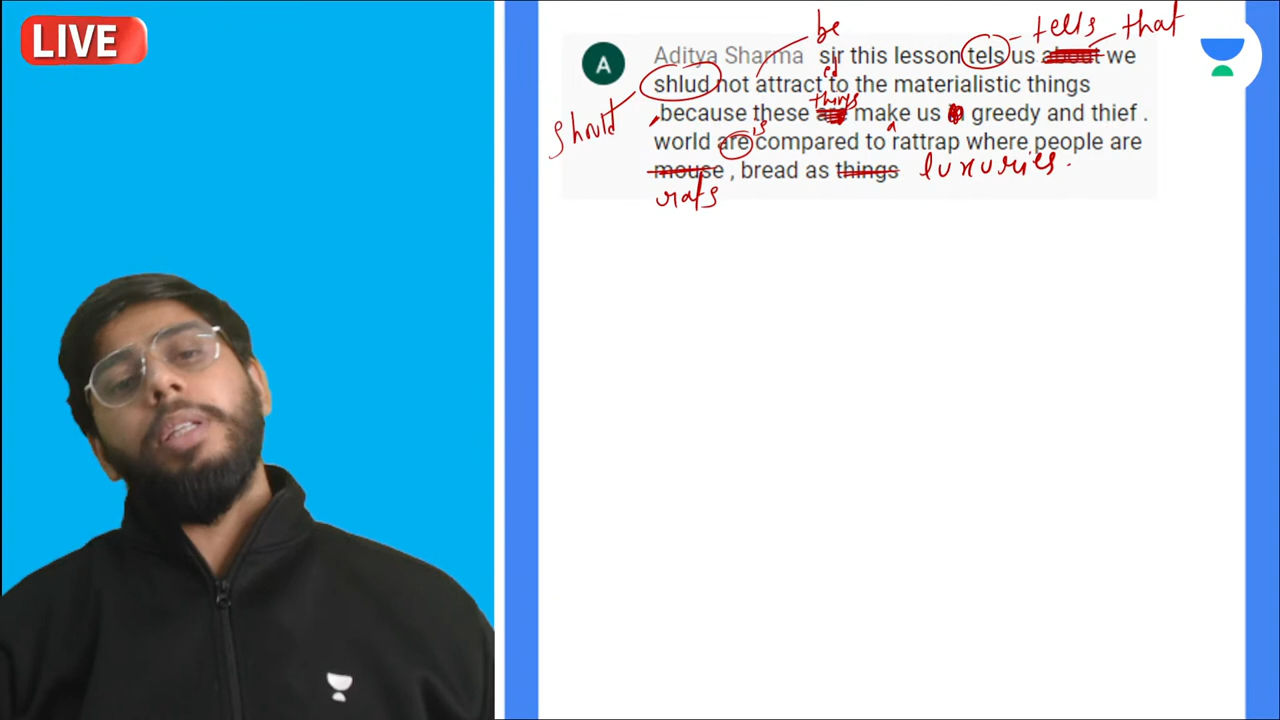 LIVE
be
tells that
A
Aditya Sharma sir this lesson tels us about we
ed
shlud not attract to the materialistic things
should
things
because these are make us greedy and thief .
is
a
world are compared to rattrap where people are
mouse , bread as things luxuries.
rats